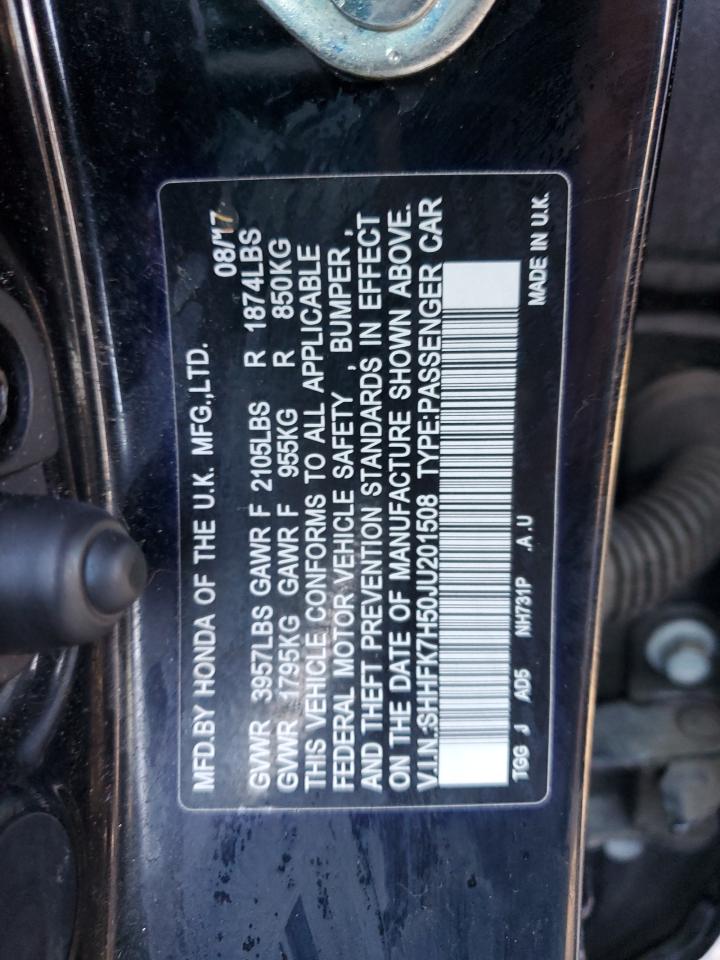 MFD.BY HONDA OF THE U.K. MFG.,LTD. 08/17
GVWR 3957LBS GAWR F 2105LBS R 1874LBS
GVWR 1795KG GAWR F 955KG R 850KG
THIS VEHICLE CONFORMS TO ALL APPLICABLE
FEDERAL MOTOR VEHICLE SAFETY , BUMPER ,
AND THEFT PREVENTION STANDARDS IN EFFECT
ON THE DATE OF MANUFACTURE SHOWN ABOVE.
V.I.N.:SHHFK7H50JU201508 TYPE:PASSENGER CAR
TGG J AD5 NH731P .A .U MADE IN U.K.